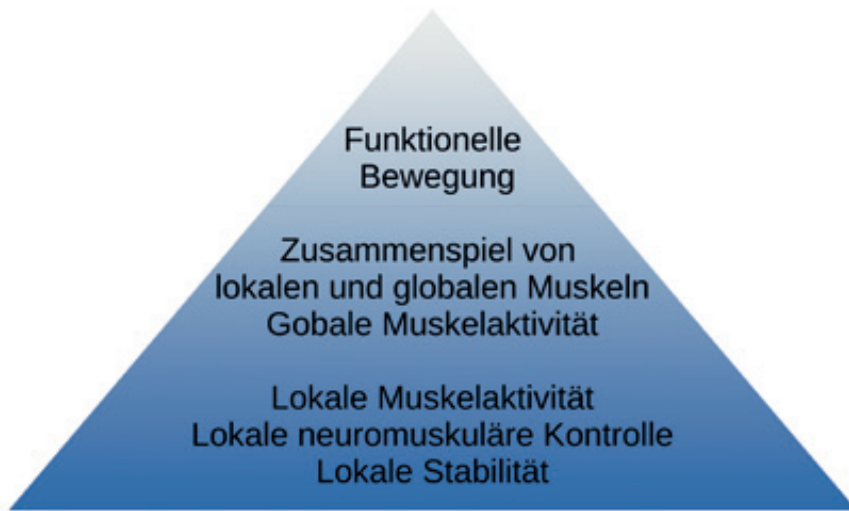 Funktionelle
Bewegung
Zusammenspiel von
lokalen und globalen Muskeln
Gobale Muskelaktivität
Lokale Muskelaktivität
Lokale neuromuskuläre Kontrolle
Lokale Stabilität